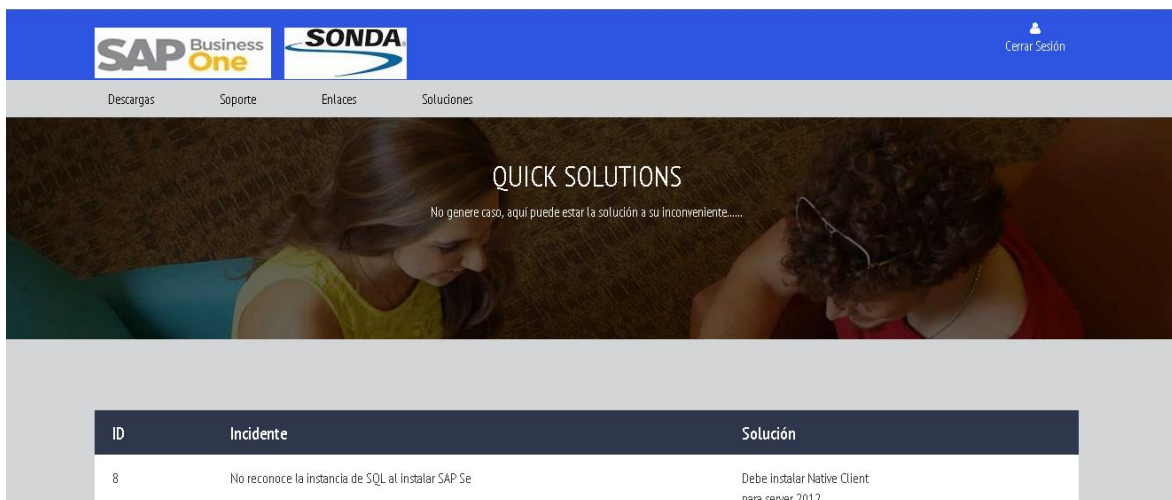 SAP Business One
SONDA
Cerrar Sesión
Descargas Soporte Enlaces Soluciones
QUICK SOLUTIONS
No genere caso, aquí puede estar la solución a su inconveniente......
ID Incidente Solución
8 No reconoce la instancia de SQL al instalar SAP Se Debe instalar Native Client
para server 2012